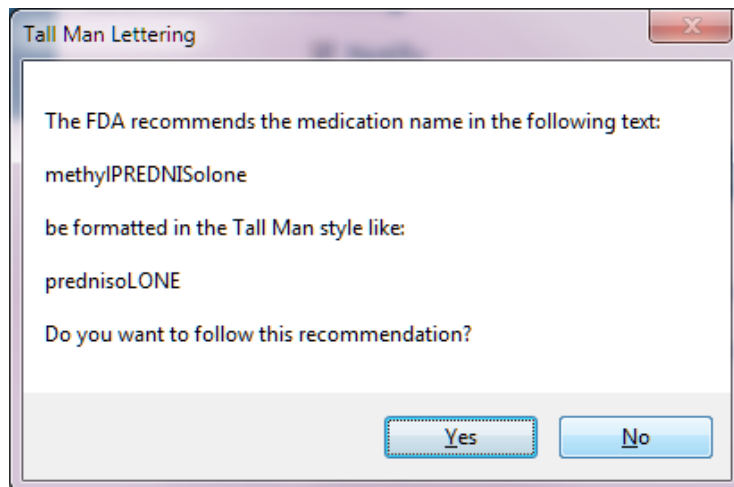 Tall Man Lettering
The FDA recommends the medication name in the following text:
methylPREDNISolone
be formatted in the Tall Man style like:
prednisoLONE
Do you want to follow this recommendation?
Yes
No